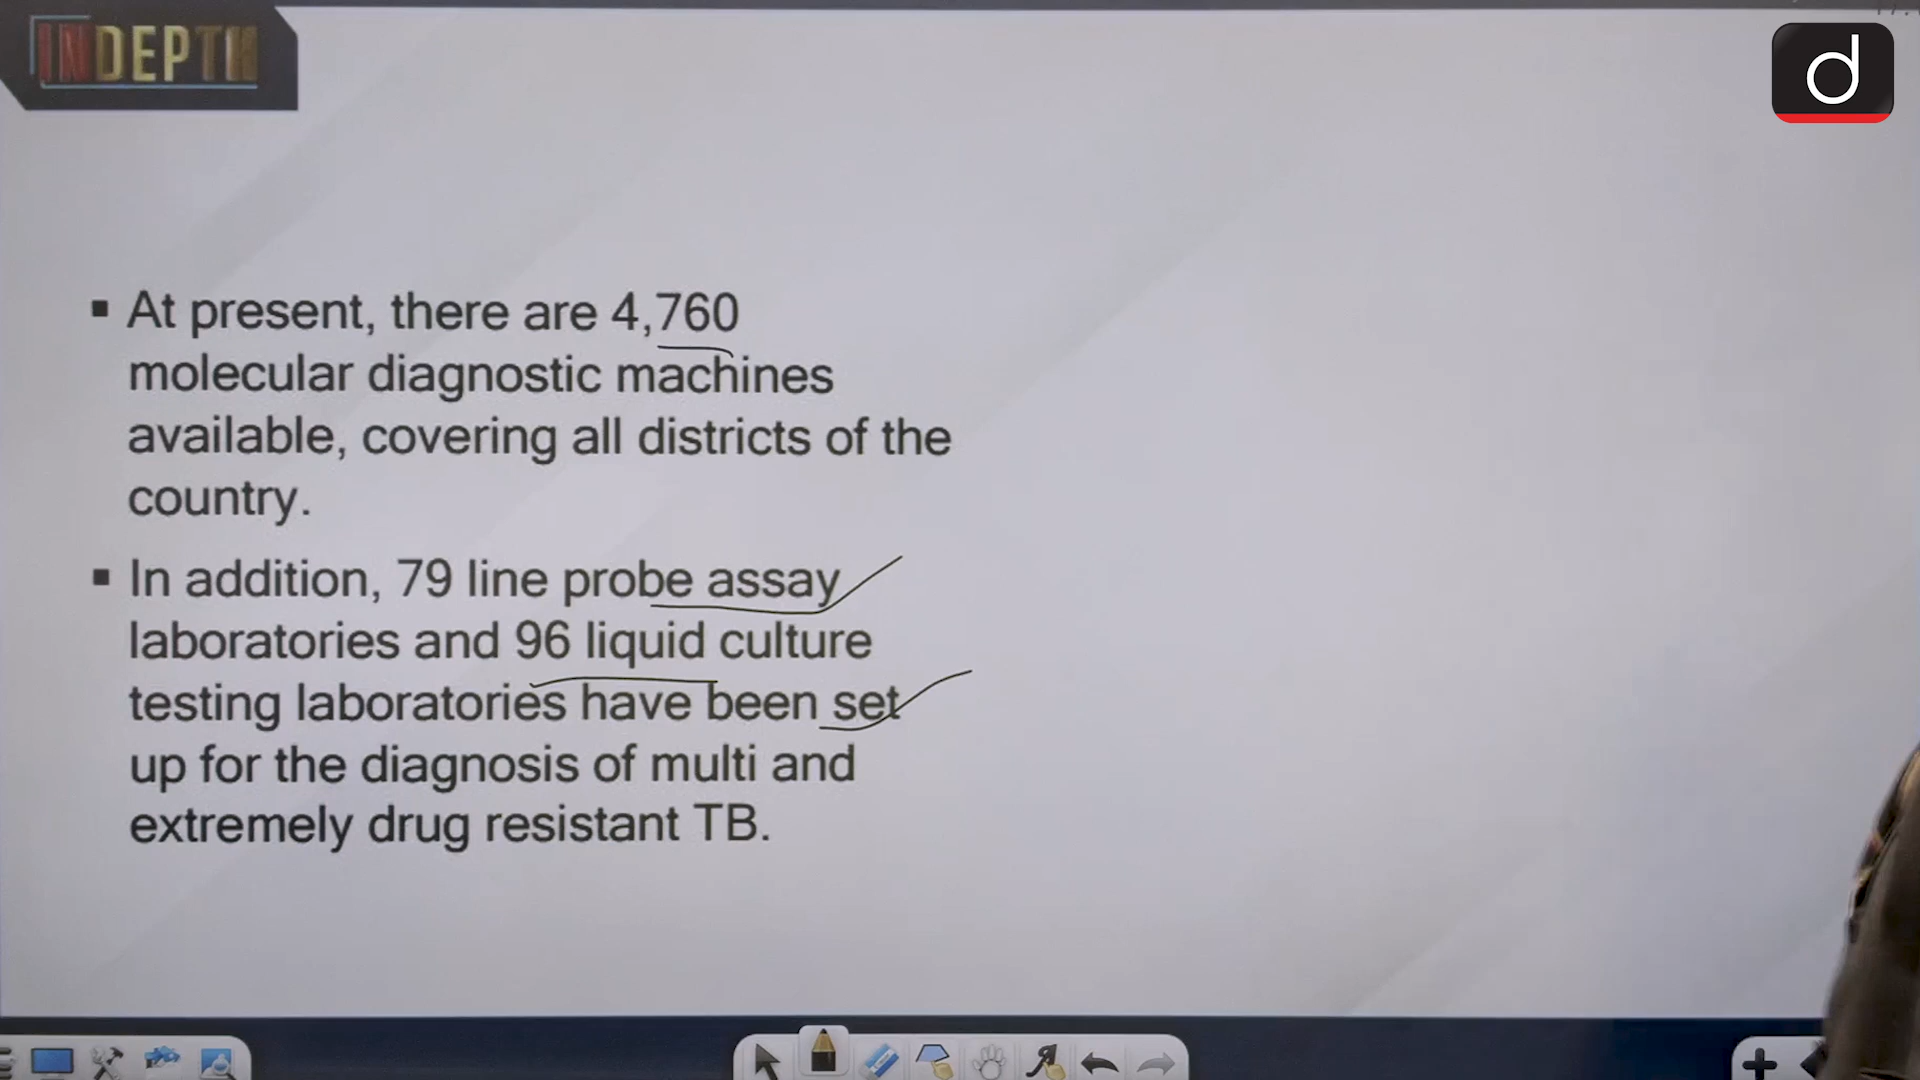 INDEPTH
d
▪ At present, there are 4,760
molecular diagnostic machines
available, covering all districts of the
country.
▪ In addition, 79 line probe assay
laboratories and 96 liquid culture
testing laboratories have been set
up for the diagnosis of multi and
extremely drug resistant TB.